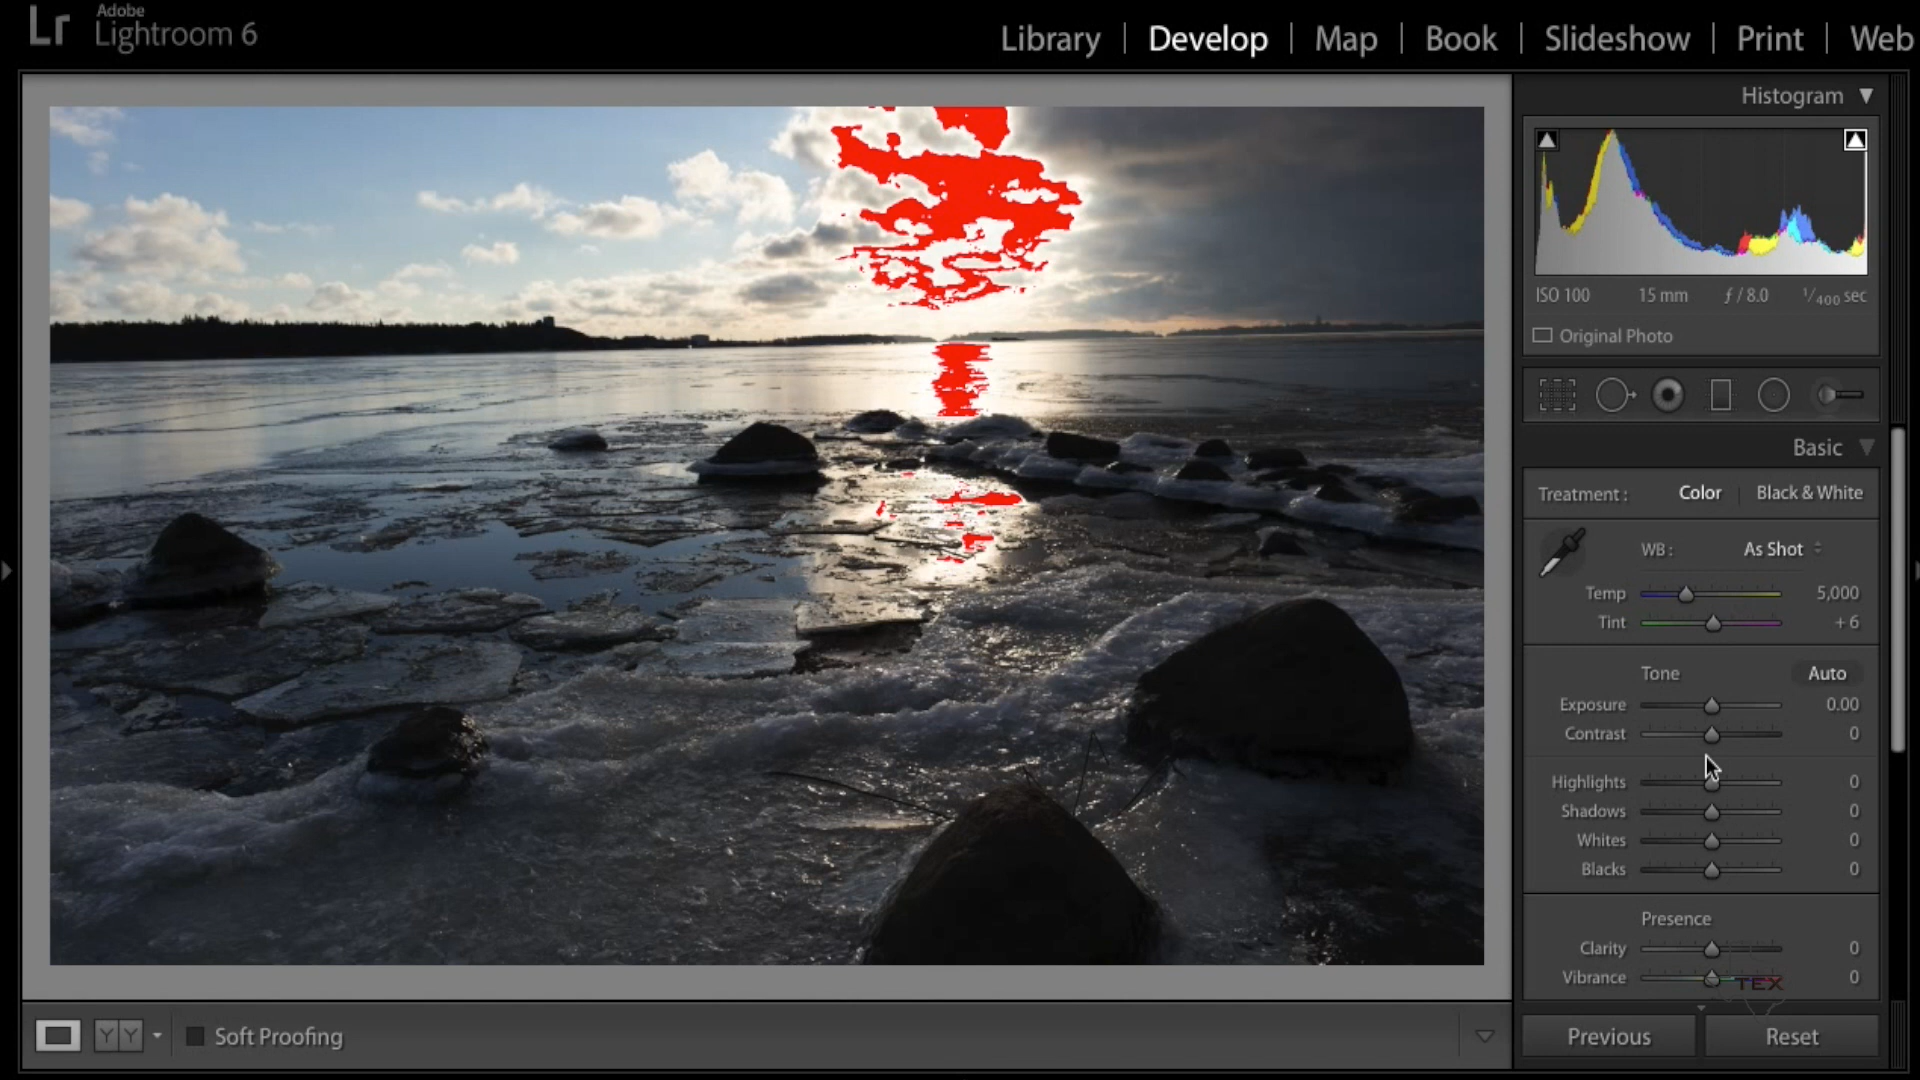 Lr Adobe
Lightroom 6
Library | Develop | Map | Book | Slideshow | Print | Web
Histogram
ISO 100 15 mm ƒ / 8.0 1/400 sec
Original Photo
Basic
Treatment : Color Black & White
WB : As Shot
Temp 5,000
Tint + 6
Tone Auto
Exposure 0.00
Contrast 0
Highlights 0
Shadows 0
Whites 0
Blacks 0
Presence
Clarity 0
Vibrance 0
TEX
Y Y Soft Proofing
Previous Reset